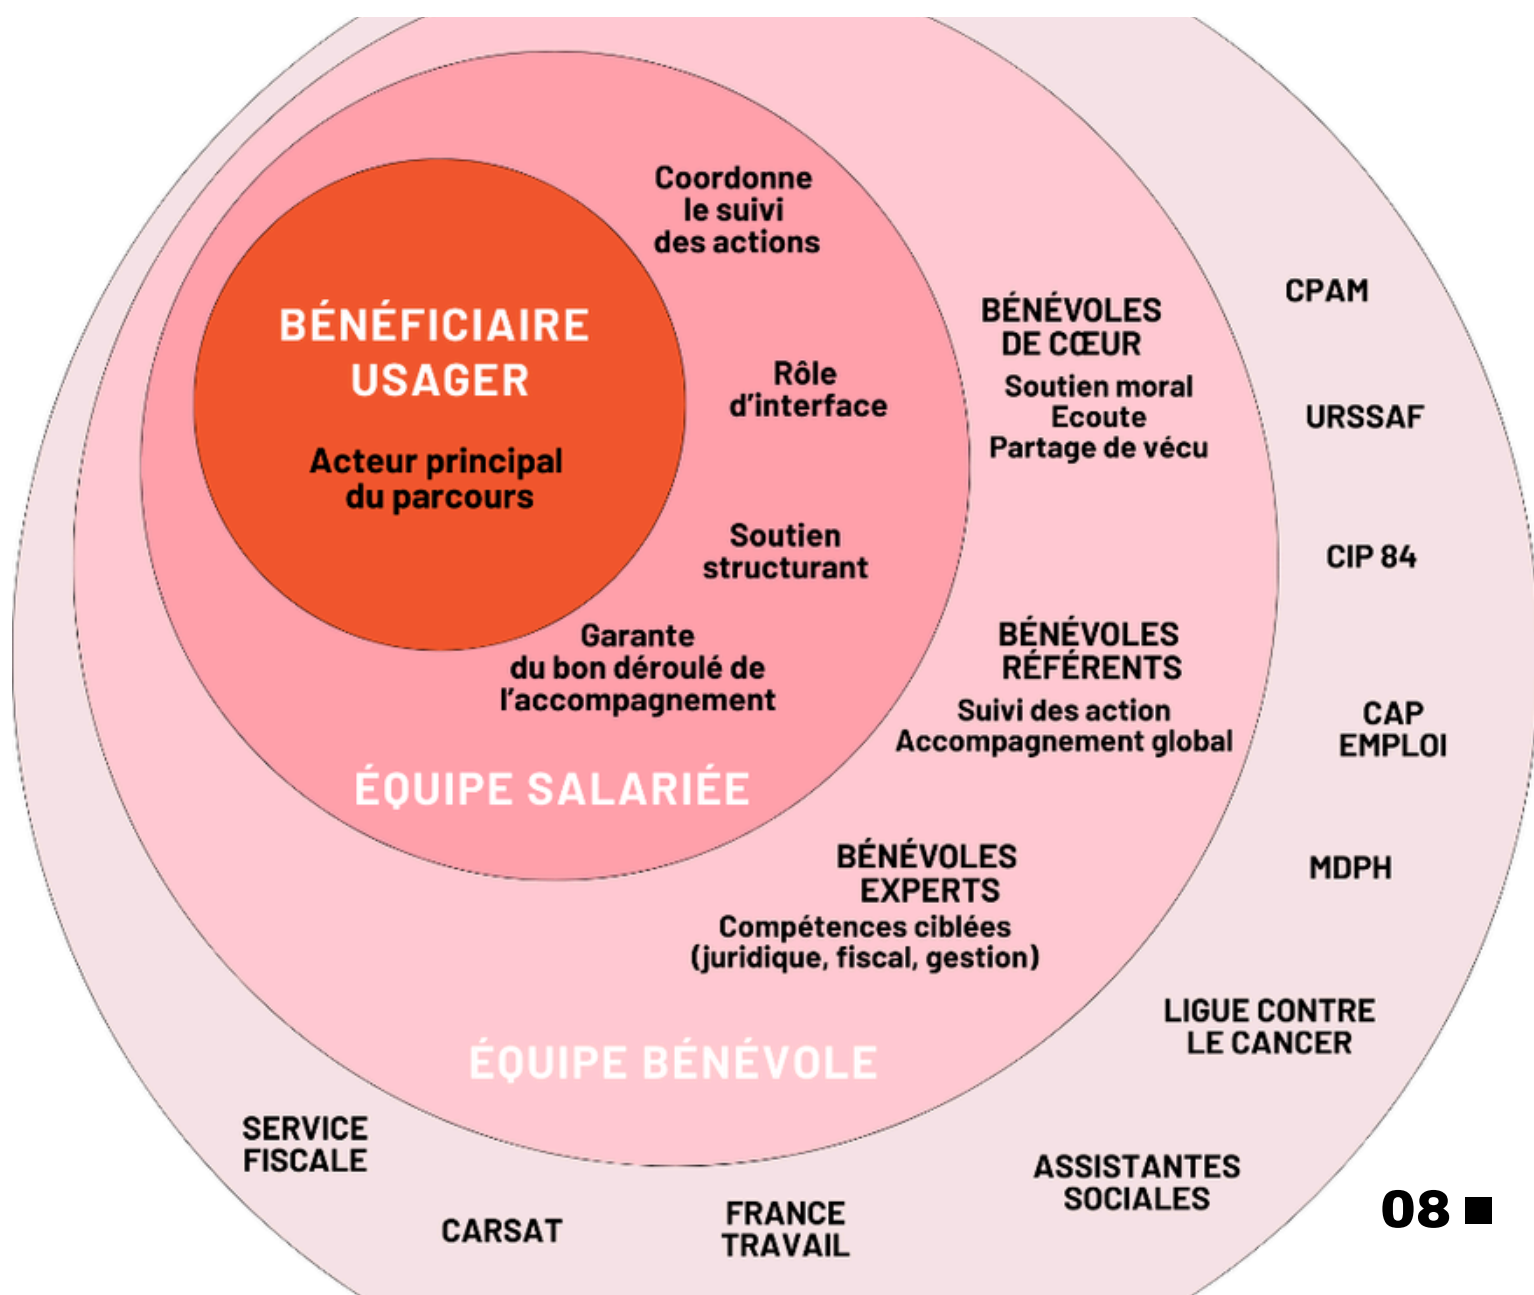 BÉNÉFICIAIRE
USAGER
Acteur principal
du parcours
Coordonne
le suivi
des actions
Rôle
d'interface
Soutien
structurant
Garante
du bon déroulé de
l'accompagnement
ÉQUIPE SALARIÉE
BÉNÉVOLES
DE CŒUR
Soutien moral
Ecoute
Partage de vécu
BÉNÉVOLES
RÉFÉRENTS
Suivi des action
Accompagnement global
BÉNÉVOLES
EXPERTS
Compétences ciblées
(juridique, fiscal, gestion)
ÉQUIPE BÉNÉVOLE
CPAM
URSSAF
CIP 84
CAP
EMPLOI
MDPH
LIGUE CONTRE
LE CANCER
ASSISTANTES
SOCIALES
FRANCE
TRAVAIL
CARSAT
SERVICE
FISCALE
08